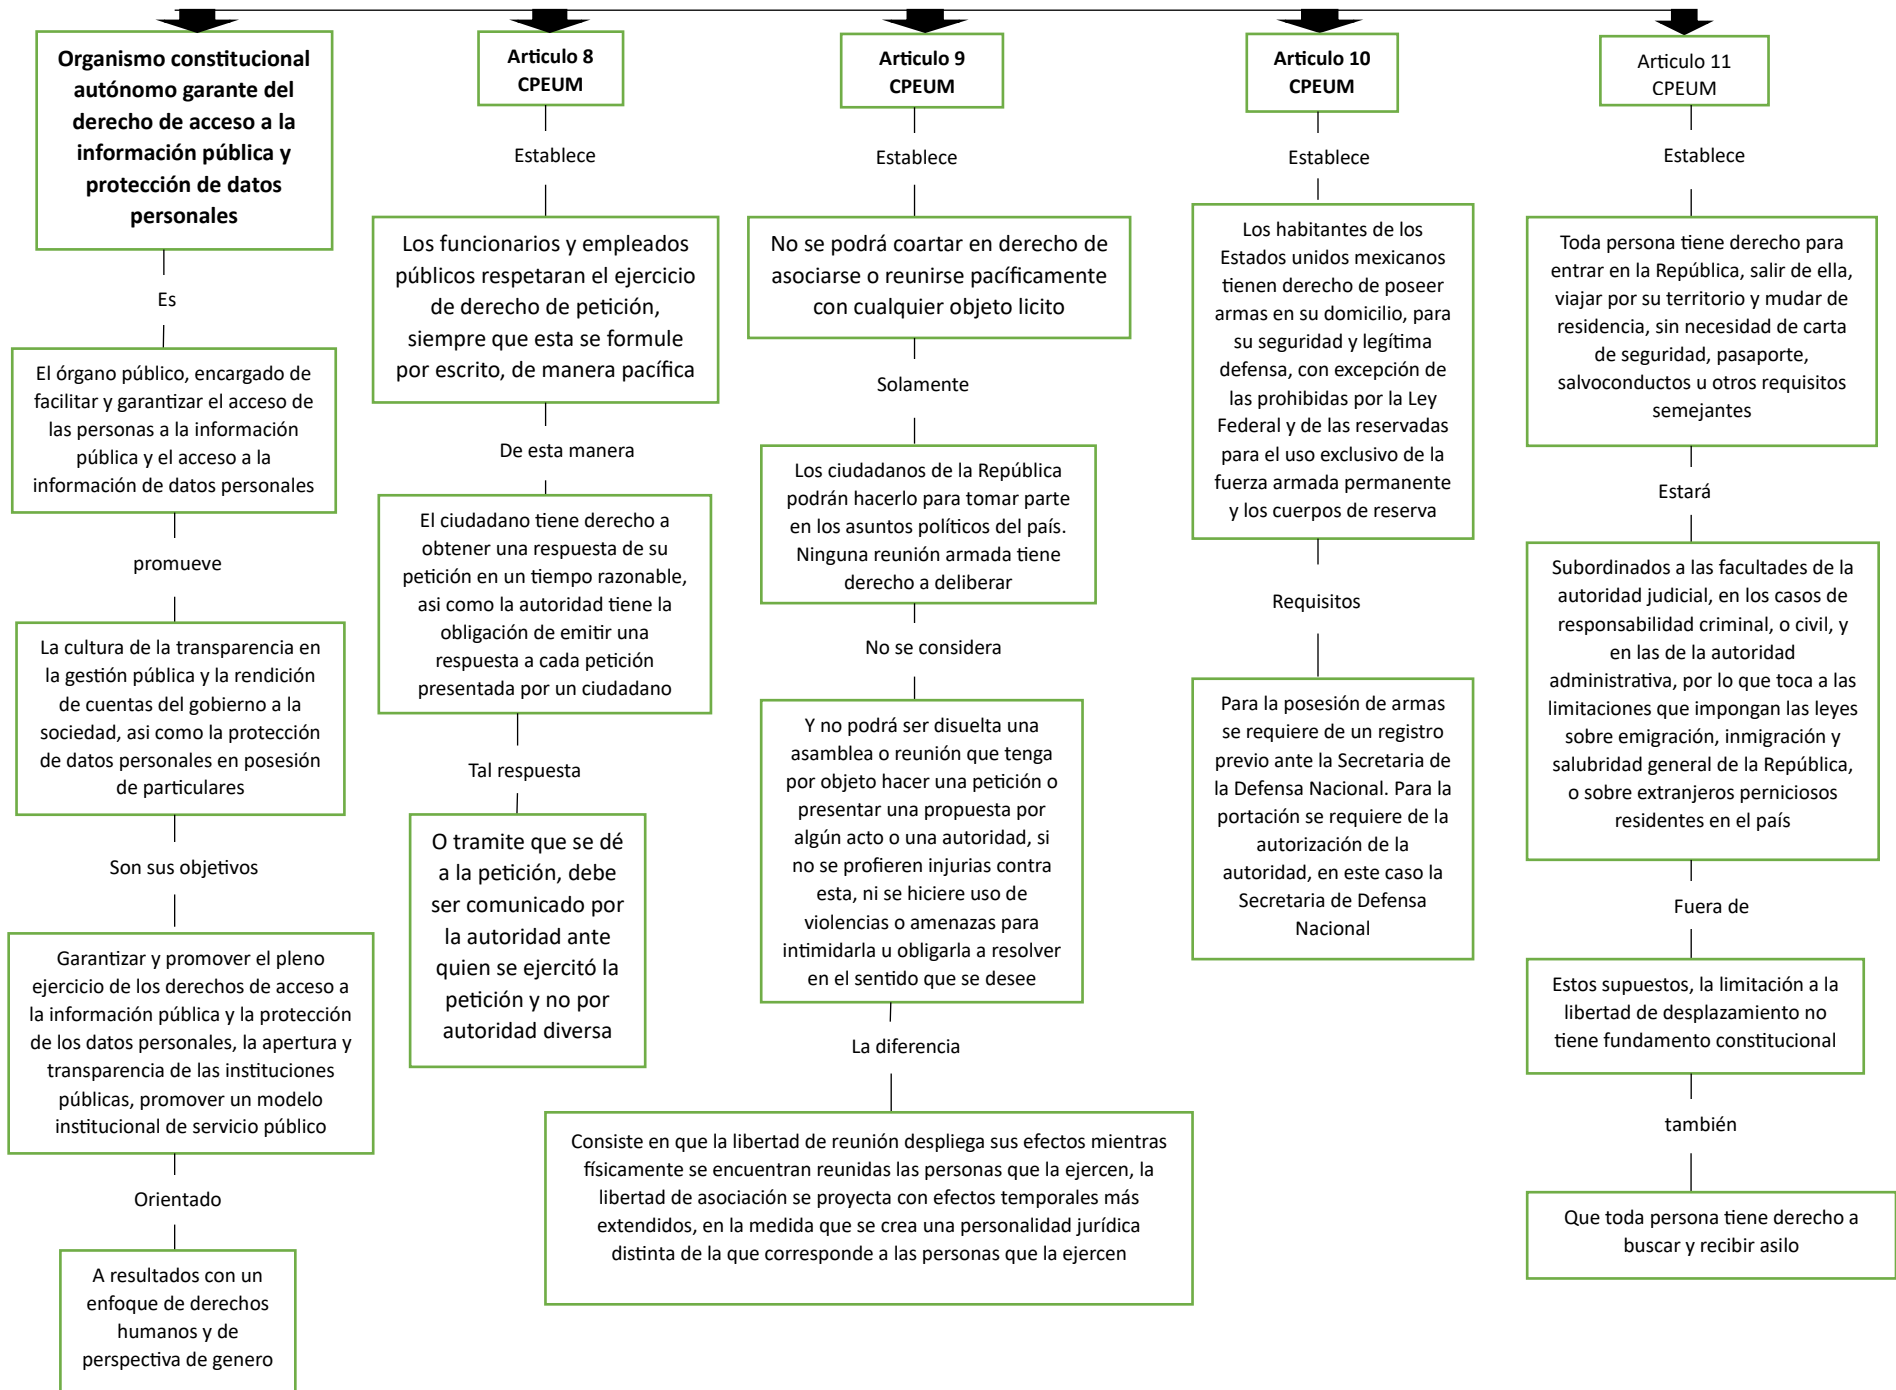 Organismo constitucional
autónomo garante del
derecho de acceso a la
información pública y
protección de datos
personales
Es
El órgano público, encargado de
facilitar y garantizar el acceso de
las personas a la información
pública y el acceso a la
información de datos personales
promueve
La cultura de la transparencia en
la gestión pública y la rendición
de cuentas del gobierno a la
sociedad, asi como la protección
de datos personales en posesión
de particulares
Son sus objetivos
Garantizar y promover el pleno
ejercicio de los derechos de acceso a
la información pública y la protección
de los datos personales, la apertura y
transparencia de las instituciones
públicas, promover un modelo
institucional de servicio público
Orientado
A resultados con un
enfoque de derechos
humanos y de
perspectiva de genero
Articulo 8
CPEUM
Establece
Los funcionarios y empleados
públicos respetaran el ejercicio
de derecho de petición,
siempre que esta se formule
por escrito, de manera pacífica
De esta manera
El ciudadano tiene derecho a
obtener una respuesta de su
petición en un tiempo razonable,
asi como la autoridad tiene la
obligación de emitir una
respuesta a cada petición
presentada por un ciudadano
Tal respuesta
O tramite que se dé
a la petición, debe
ser comunicado por
la autoridad ante
quien se ejercitó la
petición y no por
autoridad diversa
Articulo 9
CPEUM
Establece
No se podrá coartar en derecho de
asociarse o reunirse pacíficamente
con cualquier objeto licito
Solamente
Los ciudadanos de la República
podrán hacerlo para tomar parte
en los asuntos políticos del país.
Ninguna reunión armada tiene
derecho a deliberar
No se considera
Y no podrá ser disuelta una
asamblea o reunión que tenga
por objeto hacer una petición o
presentar una propuesta por
algún acto o una autoridad, si
no se profieren injurias contra
esta, ni se hiciere uso de
violencias o amenazas para
intimidarla u obligarla a resolver
en el sentido que se desee
La diferencia
Consiste en que la libertad de reunión despliega sus efectos mientras
físicamente se encuentran reunidas las personas que la ejercen, la
libertad de asociación se proyecta con efectos temporales más
extendidos, en la medida que se crea una personalidad jurídica
distinta de la que corresponde a las personas que la ejercen
Articulo 10
CPEUM
Establece
Los habitantes de los
Estados unidos mexicanos
tienen derecho de poseer
armas en su domicilio, para
su seguridad y legítima
defensa, con excepción de
las prohibidas por la Ley
Federal y de las reservadas
para el uso exclusivo de la
fuerza armada permanente
y los cuerpos de reserva
Requisitos
Para la posesión de armas
se requiere de un registro
previo ante la Secretaria de
la Defensa Nacional. Para la
portación se requiere de la
autorización de la
autoridad, en este caso la
Secretaria de Defensa
Nacional
Articulo 11
CPEUM
Establece
Toda persona tiene derecho para
entrar en la República, salir de ella,
viajar por su territorio y mudar de
residencia, sin necesidad de carta
de seguridad, pasaporte,
salvoconductos u otros requisitos
semejantes
Estará
Subordinados a las facultades de la
autoridad judicial, en los casos de
responsabilidad criminal, o civil, y
en las de la autoridad
administrativa, por lo que toca a las
limitaciones que impongan las leyes
sobre emigración, inmigración y
salubridad general de la República,
o sobre extranjeros perniciosos
residentes en el país
Fuera de
Estos supuestos, la limitación a la
libertad de desplazamiento no
tiene fundamento constitucional
también
Que toda persona tiene derecho a
buscar y recibir asilo